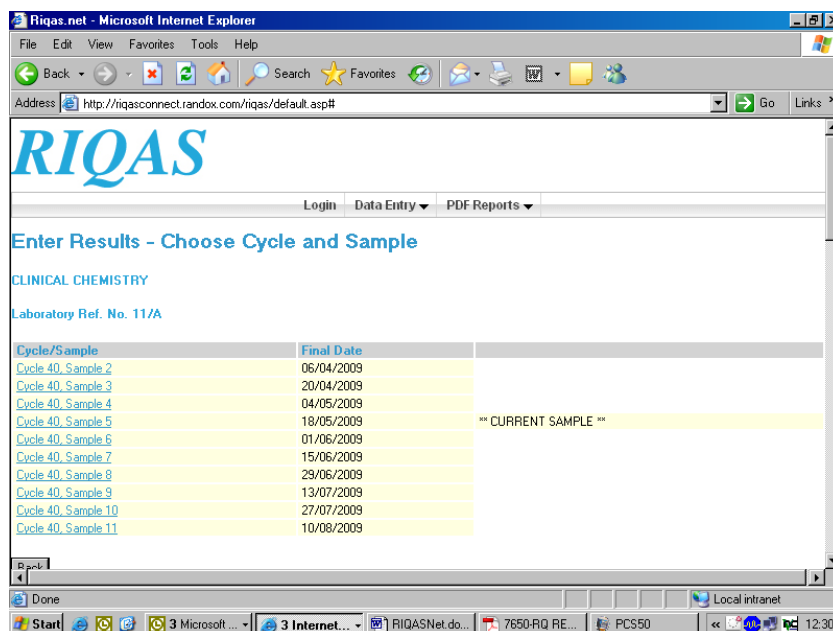 Riqas.net - Microsoft Internet Explorer
File Edit View Favorites Tools Help
Back Search Favorites
Address http://riqasconnect.randox.com/riqas/default.asp# Go Links
RIQAS
Login Data Entry PDF Reports
Enter Results - Choose Cycle and Sample
CLINICAL CHEMISTRY
Laboratory Ref. No. 11/A
Cycle/Sample Final Date
Cycle 40, Sample 2 06/04/2009
Cycle 40, Sample 3 20/04/2009
Cycle 40, Sample 4 04/05/2009
Cycle 40, Sample 5 18/05/2009 ** CURRENT SAMPLE **
Cycle 40, Sample 6 01/06/2009
Cycle 40, Sample 7 15/06/2009
Cycle 40, Sample 8 29/06/2009
Cycle 40, Sample 9 13/07/2009
Cycle 40, Sample 10 27/07/2009
Cycle 40, Sample 11 10/08/2009
Back
Done Local intranet
Start 3 Microsoft ... 3 Internet... RIQASNet.do... 7650-RQ RE... PCS50 12:30